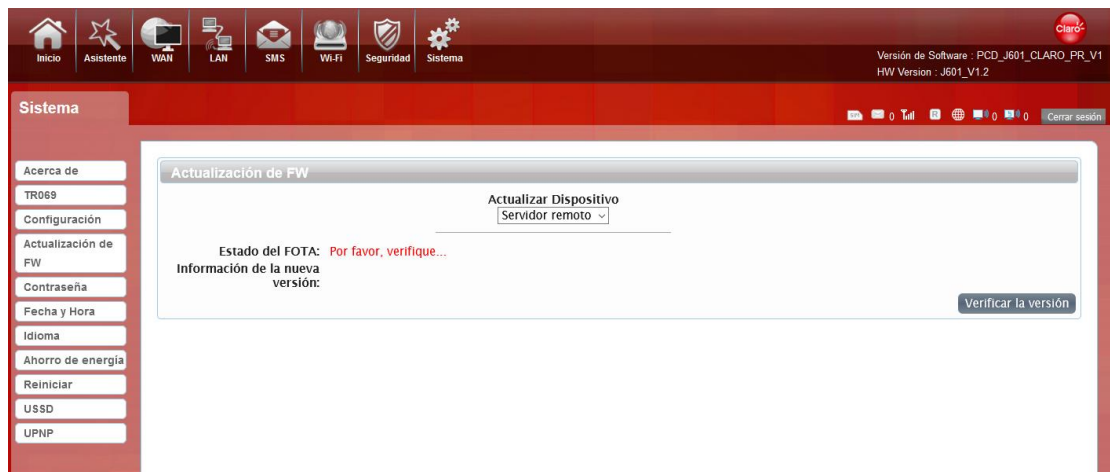 Inicio
Asistente
WAN
LAN
SMS
Wi-Fi
Seguridad
Sistema
Claro
Versión de Software : PCD_J601_CLARO_PR_V1
HW Version : J601_V1.2
Sistema
0
R
0
0
Cerrar sesión
Acerca de
TR069
Configuración
Actualización de
FW
Contraseña
Fecha y Hora
Idioma
Ahorro de energía
Reiniciar
USSD
UPNP
Actualización de FW
Actualizar Dispositivo
Servidor remoto
Estado del FOTA: Por favor, verifique...
Información de la nueva
versión:
Verificar la versión